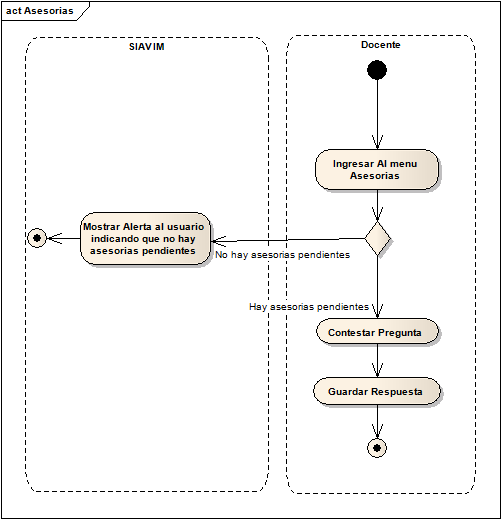 act Asesorias
SIAVIM
Docente
Ingresar Al menu
Asesorias
Mostrar Alerta al usuario
indicando que no hay
asesorias pendientes
No hay asesorias pendientes
Hay asesorias pendientes
Contestar Pregunta
Guardar Respuesta